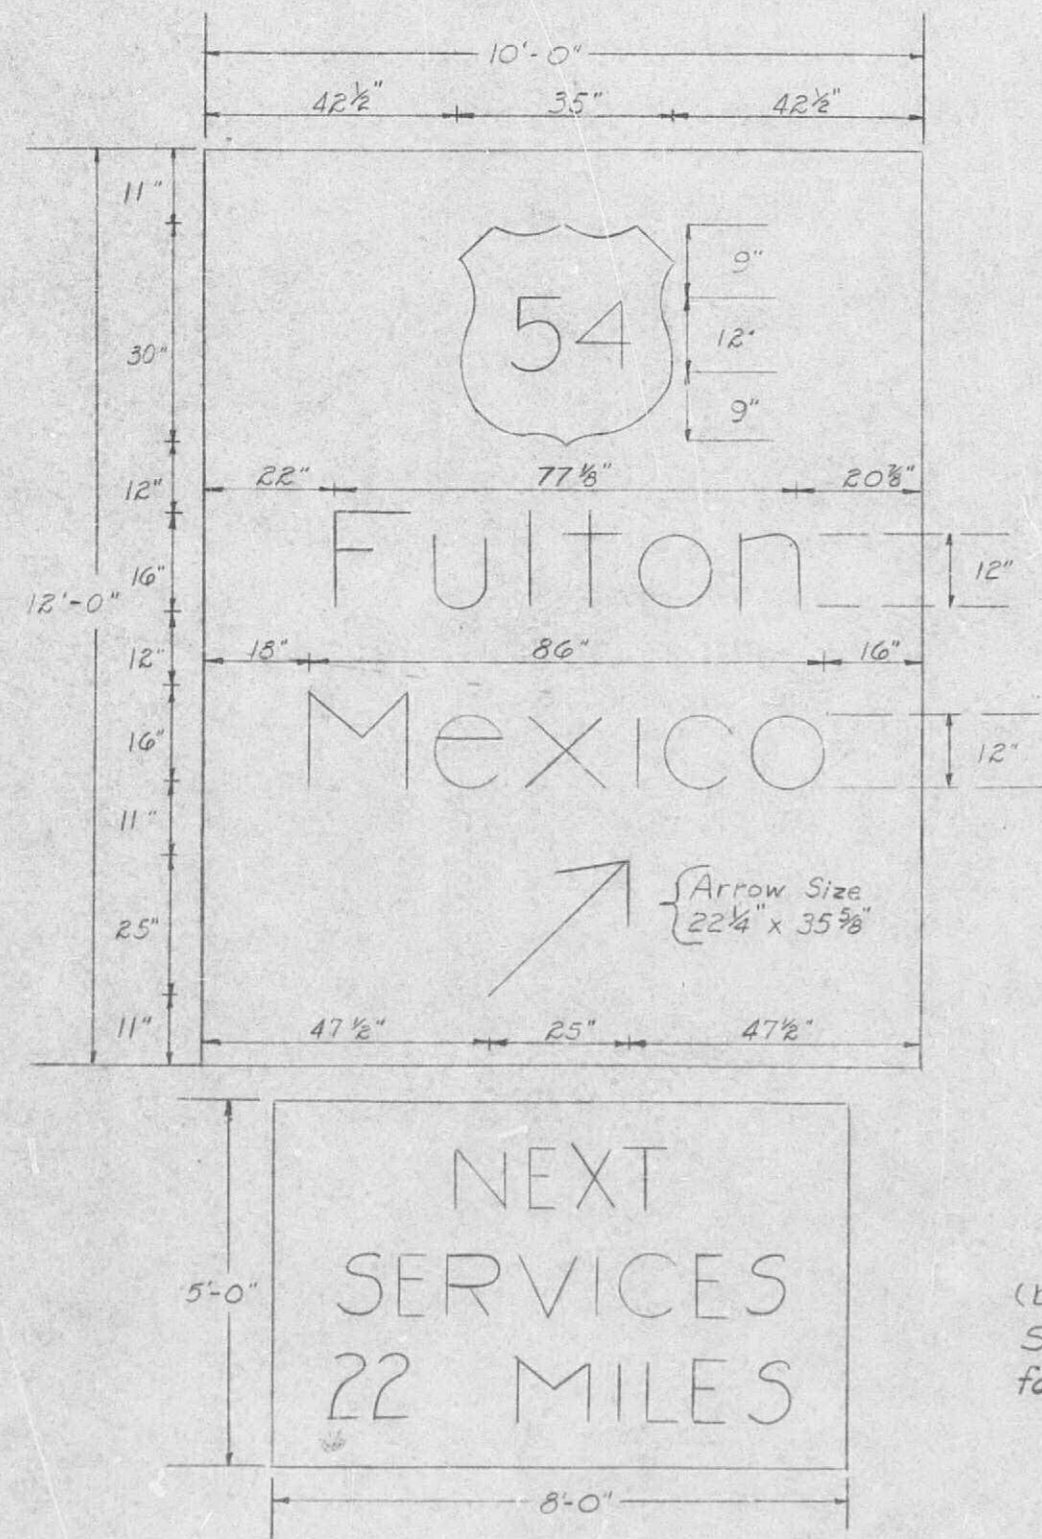 10'-0"
42½" 35" 42½"
11"
9"
54
12"
30"
9"
12" 22" 77⅛" 20⅞"
Fulton
12'-0" 16" 12"
12" 18" 86" 16"
Mexico
16" 12"
11"
Arrow Size
22¼" x 35⅝"
25"
11" 47½" 25" 47½"
NEXT
5'-0" SERVICES
22 MILES
8'-0"